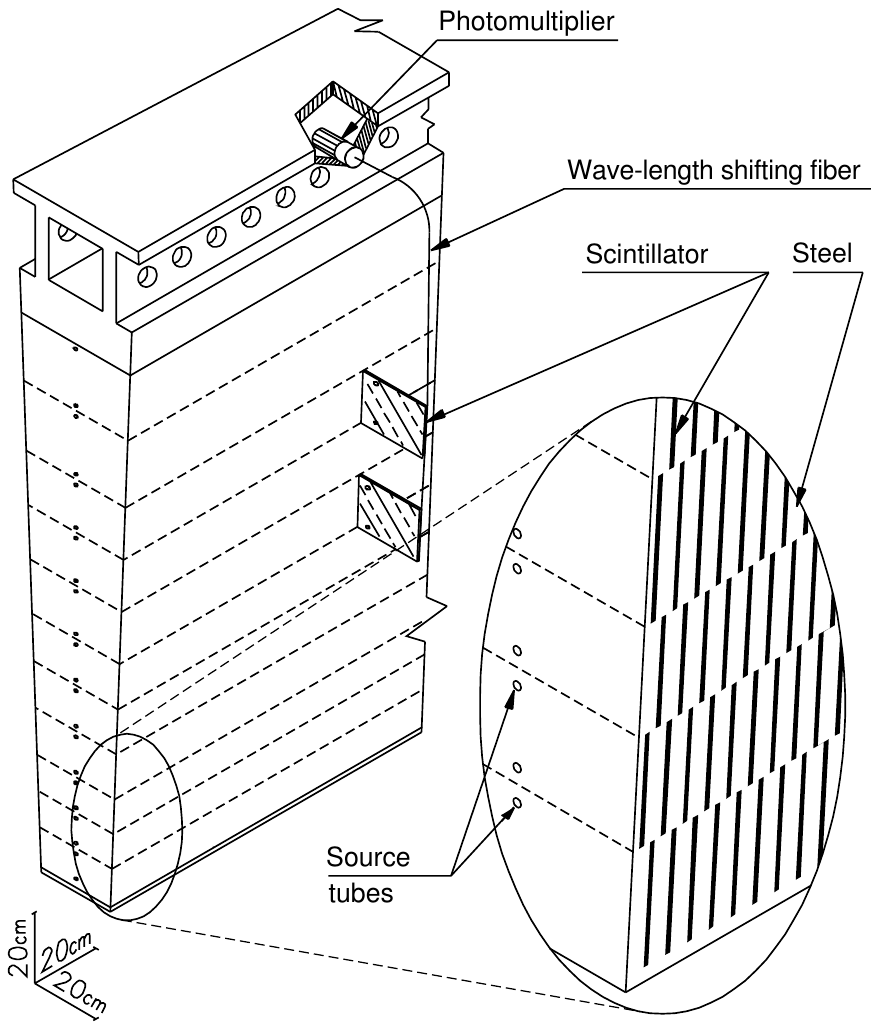 Photomultiplier
Wave-length shifting fiber
Scintillator
Steel
Source
tubes
20cm
20cm
20cm